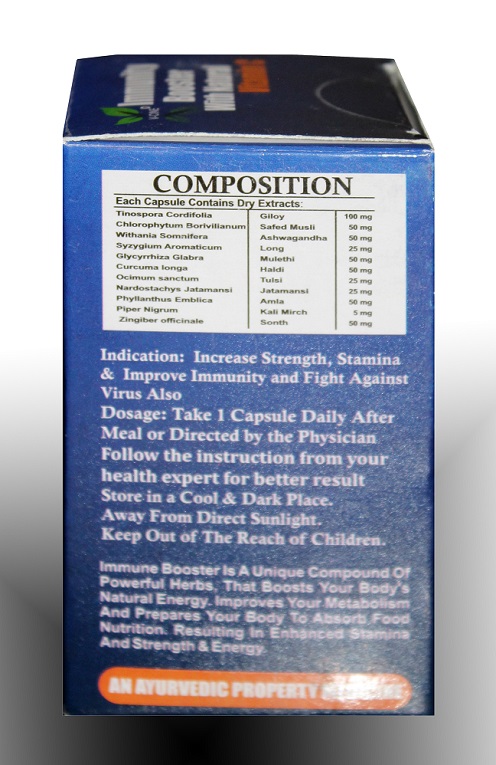 Immunity
Booster
With Natural
Vitamin C
COMPOSITION
Each Capsule Contains Dry Extracts:
Tinospora Cordifolia Giloy 100 mg
Chlorophytum Borivilianum Safed Musli 50 mg
Withania Somnifera Ashwagandha 50 mg
Syzygium Aromaticum Long 25 mg
Glycyrrhiza Glabra Mulethi 50 mg
Curcuma longa Haldi 50 mg
Ocimum sanctum Tulsi 25 mg
Nardostachys Jatamansi Jatamansi 25 mg
Phyllanthus Emblica Amla 50 mg
Piper Nigrum Kali Mirch 5 mg
Zingiber officinale Sonth 50 mg
Indication: Increase Strength, Stamina
& Improve Immunity and Fight Against
Virus Also
Dosage: Take 1 Capsule Daily After
Meal or Directed by the Physician
Follow the instruction from your
health expert for better result
Store in a Cool & Dark Place.
Away From Direct Sunlight.
Keep Out of The Reach of Children.
Immune Booster Is A Unique Compound Of
Powerful Herbs, That Boosts Your Body's
Natural Energy. Improves Your Metabolism
And Prepares Your Body To Absorb Food
Nutrition. Resulting In Enhanced Stamina
And Strength & Energy.
AN AYURVEDIC PROPERTY